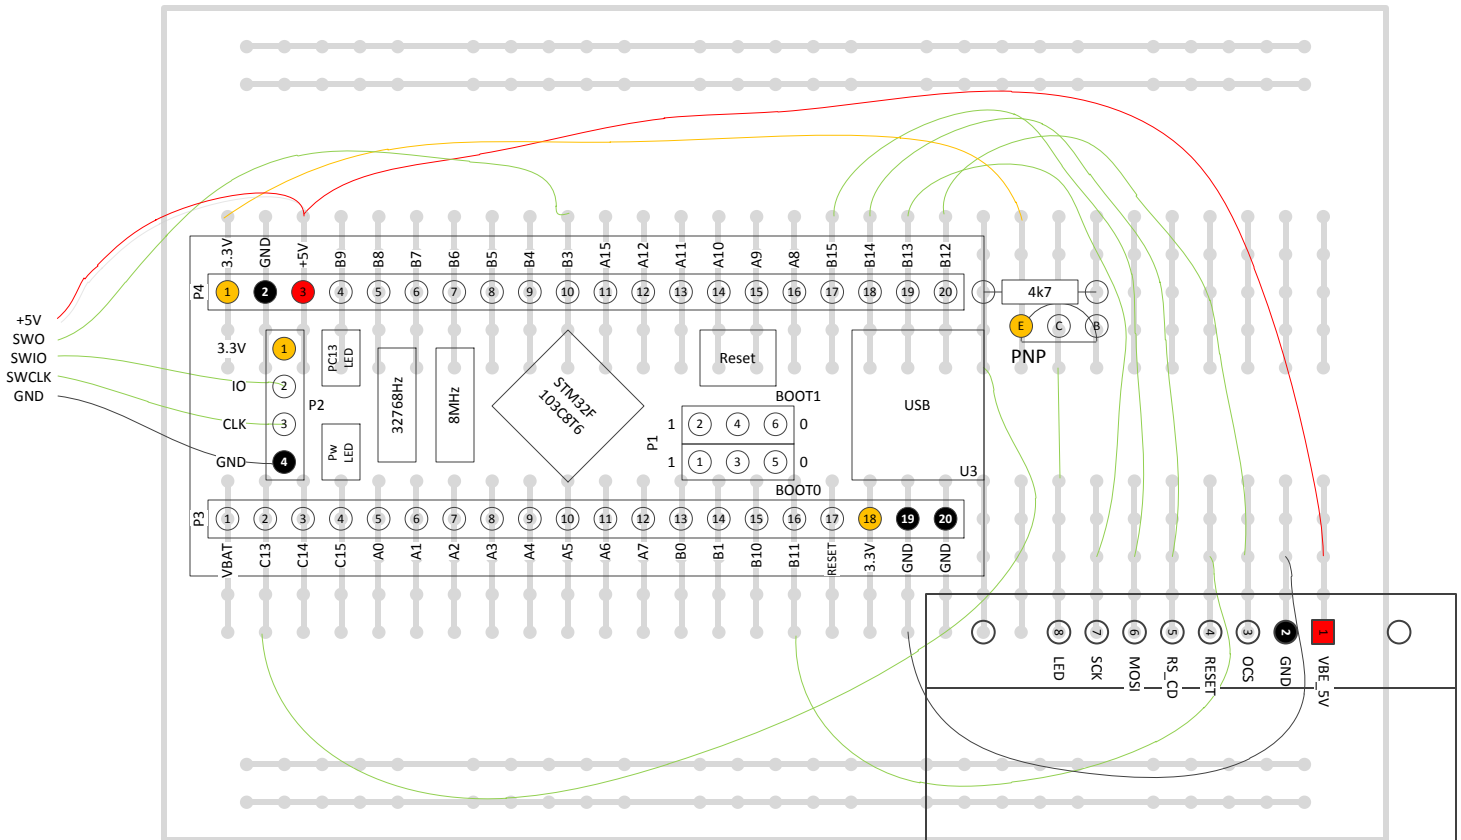 3.3V GND +5V B9 B8 B7 B6 B5 B4 B3 A15 A12 A11 A10 A9 A8 B15 B14 B13 B12
P4 1 2 3 4 5 6 7 8 9 10 11 12 13 14 15 16 17 18 19 20
4k7
E C B
PNP
+5V
SWO
SWIO
SWCLK
GND
3.3V 1
IO 2
CLK 3
GND 4
P2
PC13 LED
Pw LED
32768Hz
8MHz
STM32F
103C8T6
Reset
BOOT1
1 2 4 6 0
P1
1 1 3 5 0
BOOT0
USB
U3
P3 1 2 3 4 5 6 7 8 9 10 11 12 13 14 15 16 17 18 19 20
VBAT C13 C14 C15 A0 A1 A2 A3 A4 A5 A6 A7 B0 B1 B10 B11 RESET 3.3V GND GND
8 7 6 5 4 3 2 1
LED SCK MOSI RS_CD RESET OCS GND VBE_5V